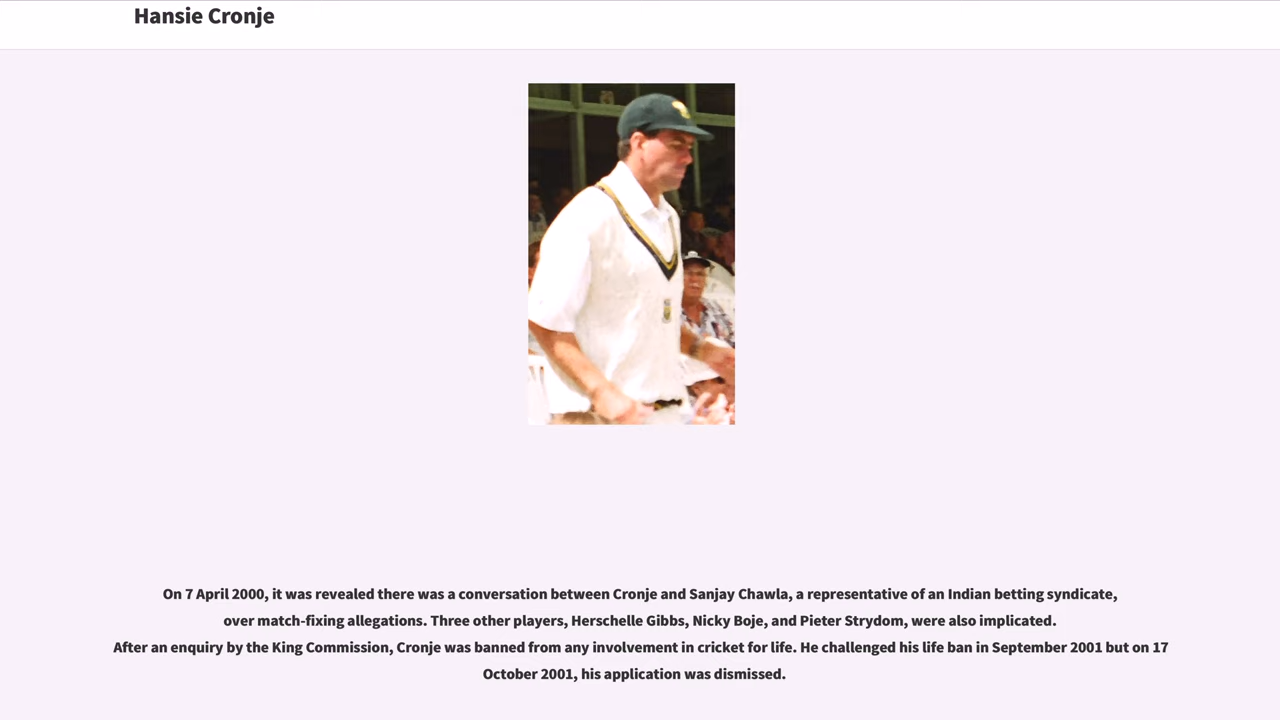 Hansie Cronje
On 7 April 2000, it was revealed there was a conversation between Cronje and Sanjay Chawla, a representative of an Indian betting syndicate,
over match-fixing allegations. Three other players, Herschelle Gibbs, Nicky Boje, and Pieter Strydom, were also implicated.
After an enquiry by the King Commission, Cronje was banned from any involvement in cricket for life. He challenged his life ban in September 2001 but on 17
October 2001, his application was dismissed.